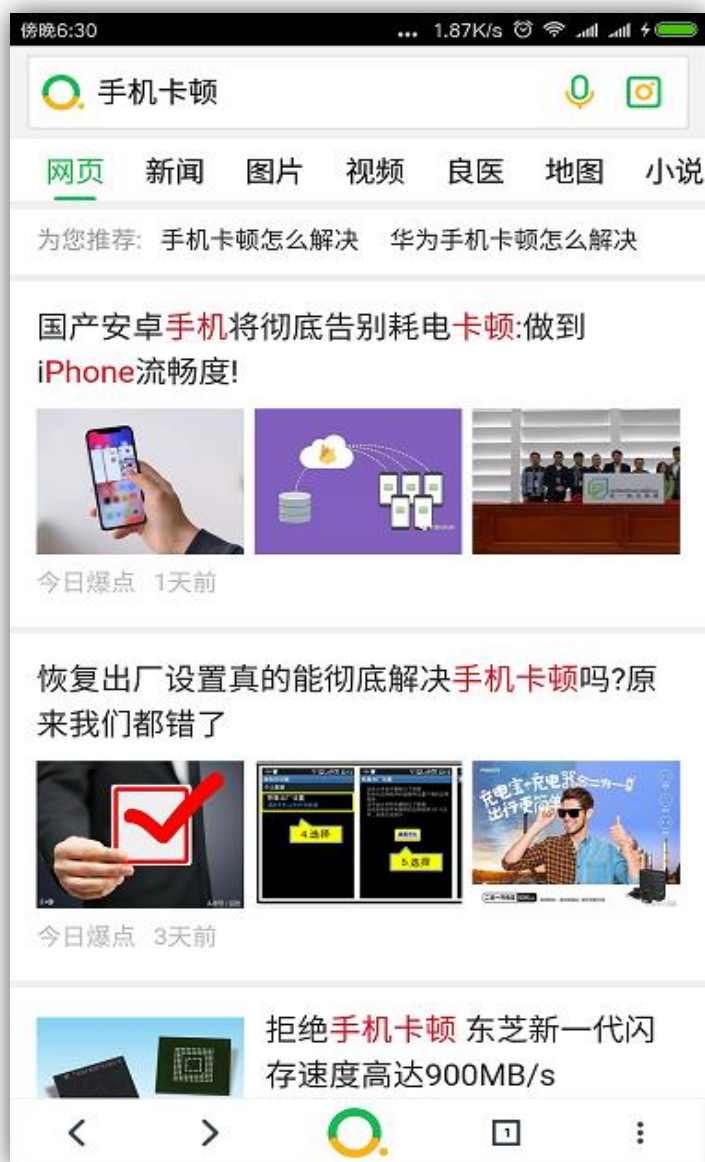 傍晚6:30
... 1.87K/s
手机卡顿
网页 新闻 图片 视频 良医 地图 小说
为您推荐: 手机卡顿怎么解决 华为手机卡顿怎么解决
国产安卓手机将彻底告别耗电卡顿:做到
iPhone流畅度!
今日爆点 1天前
恢复出厂设置真的能彻底解决手机卡顿吗?原
来我们都错了
4.选择
5.选择
充电宝+充电器合二为一
出行更简单
今日爆点 3天前
拒绝手机卡顿 东芝新一代闪
存速度高达900MB/s
1